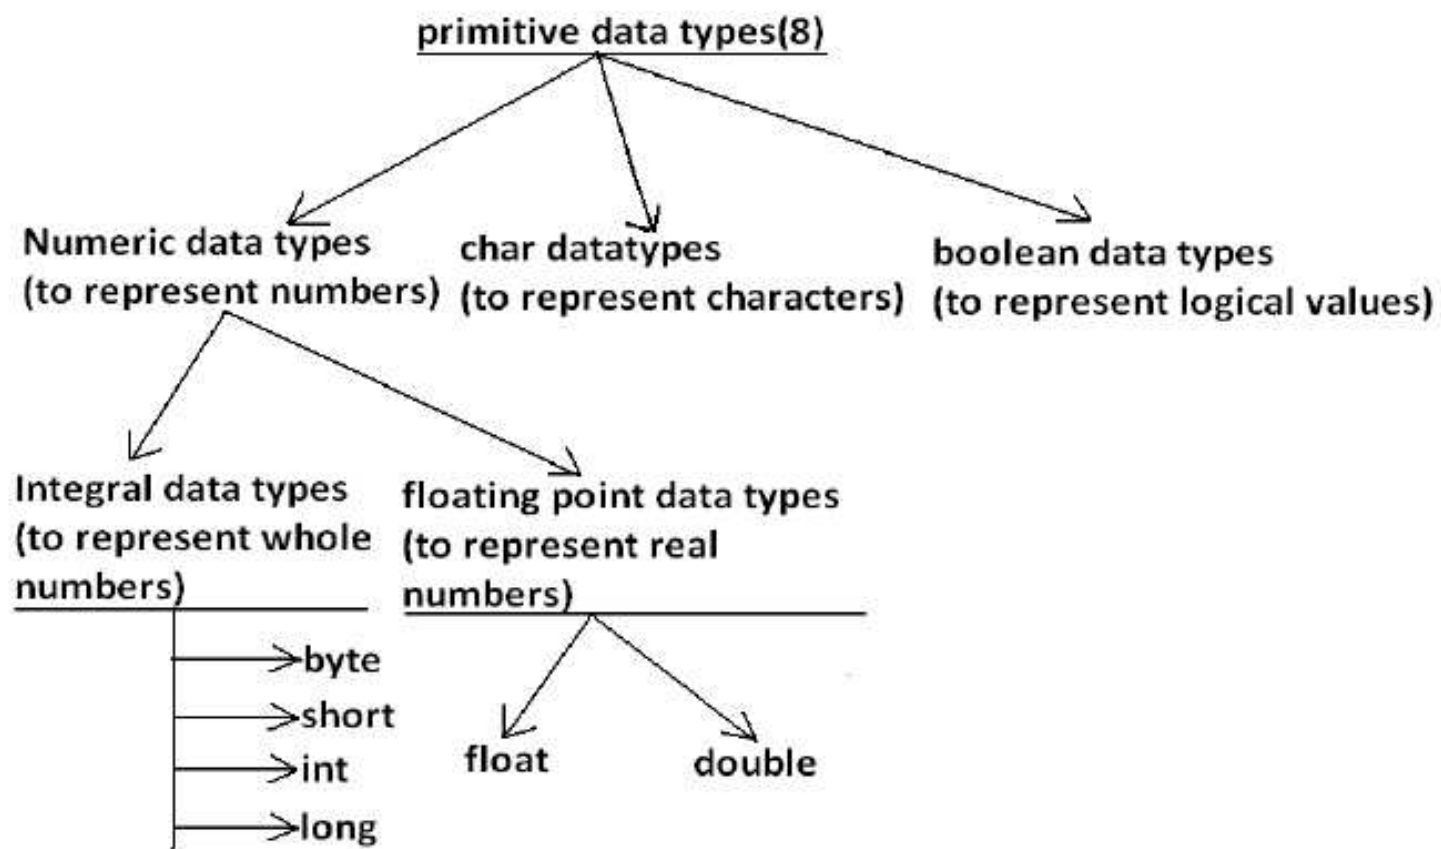 primitive data types(8)
Numeric data types
(to represent numbers)
char datatypes
(to represent characters)
boolean data types
(to represent logical values)
Integral data types
(to represent whole
numbers)
floating point data types
(to represent real
numbers)
byte
short
int
long
float
double